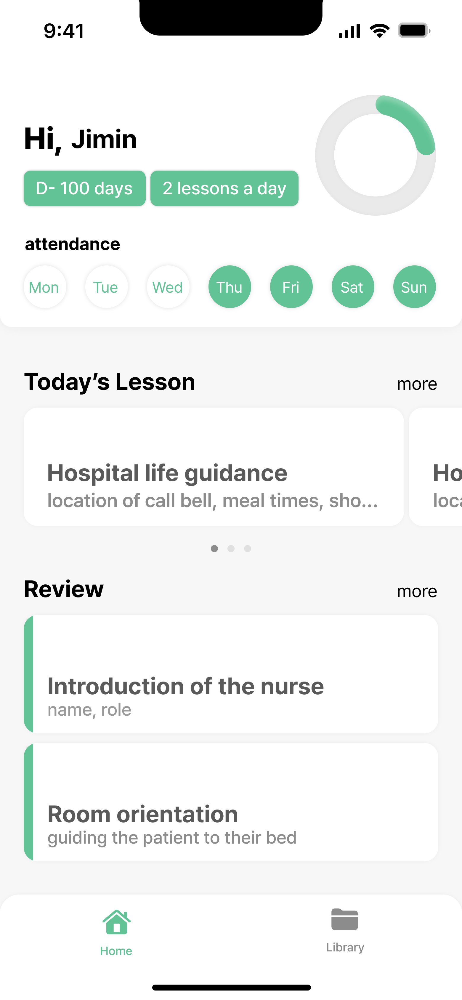 9:41
Hi, Jimin
D- 100 days
2 lessons a day
attendance
Mon Tue Wed Thu Fri Sat Sun
Today’s Lesson
more
Hospital life guidance
location of call bell, meal times, sho...
Ho
loca
Review
more
Introduction of the nurse
name, role
Room orientation
guiding the patient to their bed
Home
Library